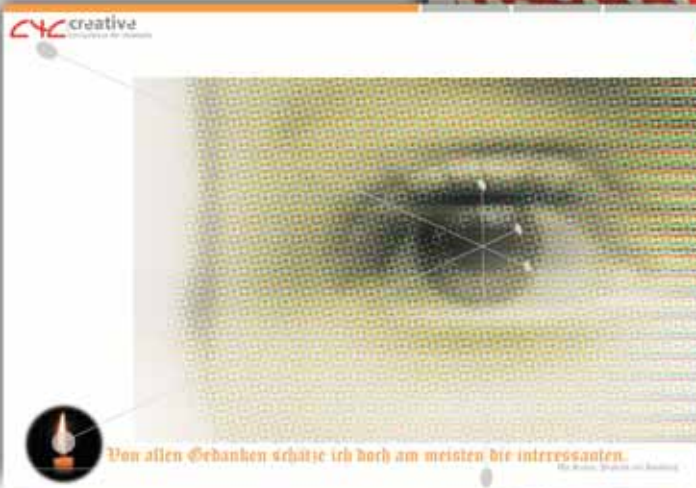 CYC creative
Von allen Gedanken schätze ich doch am meisten die interessanten.